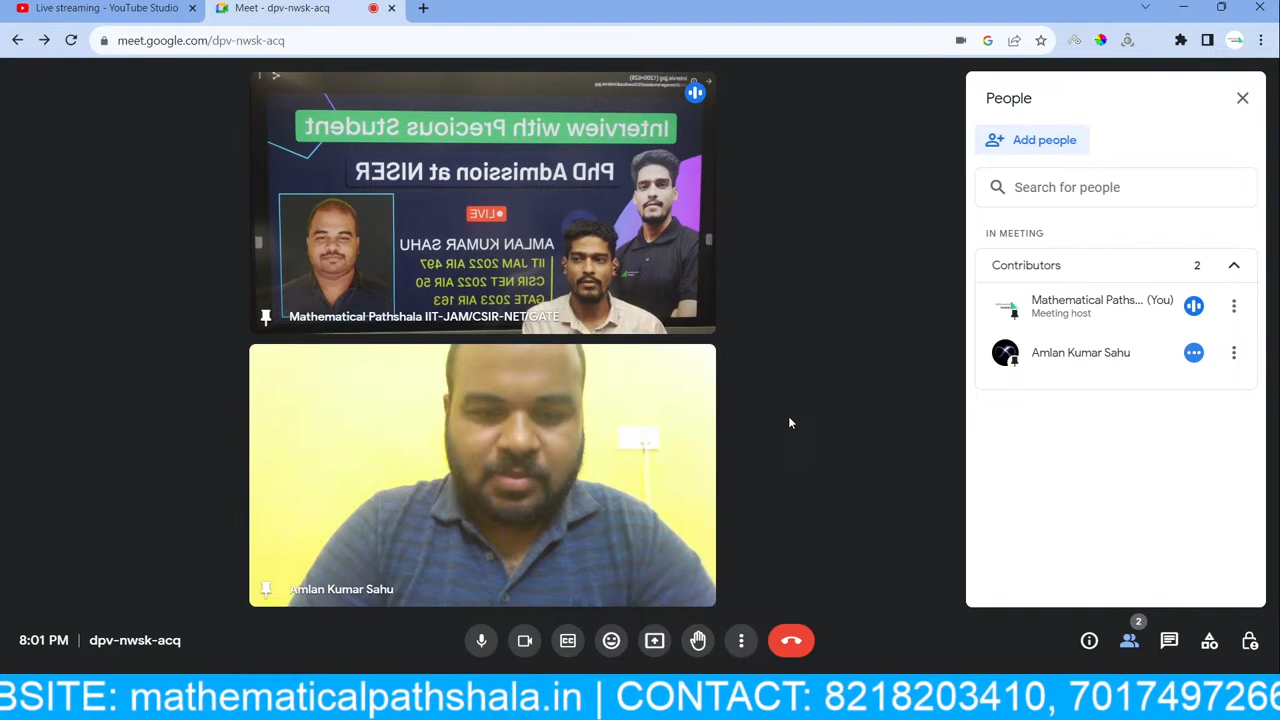 Live streaming - YouTube Studio
Meet - dpv-nwsk-acq
meet.google.com/dpv-nwsk-acq
Interview with Precious Student
PhD Admission at NISER
LIVE
AMLAN KUMAR SAHU
IIT JAM 2022 AIR 497
CSIR NET 2022 AIR 50
GATE 2023 AIR 163
Mathematical Pathshala IIT-JAM/CSIR-NET/GATE
Amlan Kumar Sahu
People
Add people
Search for people
IN MEETING
Contributors 2
Mathematical Paths... (You)
Meeting host
Amlan Kumar Sahu
8:01 PM | dpv-nwsk-acq
2
BSITE: mathematicalpathshala.in | CONTACT: 8218203410, 7017497266